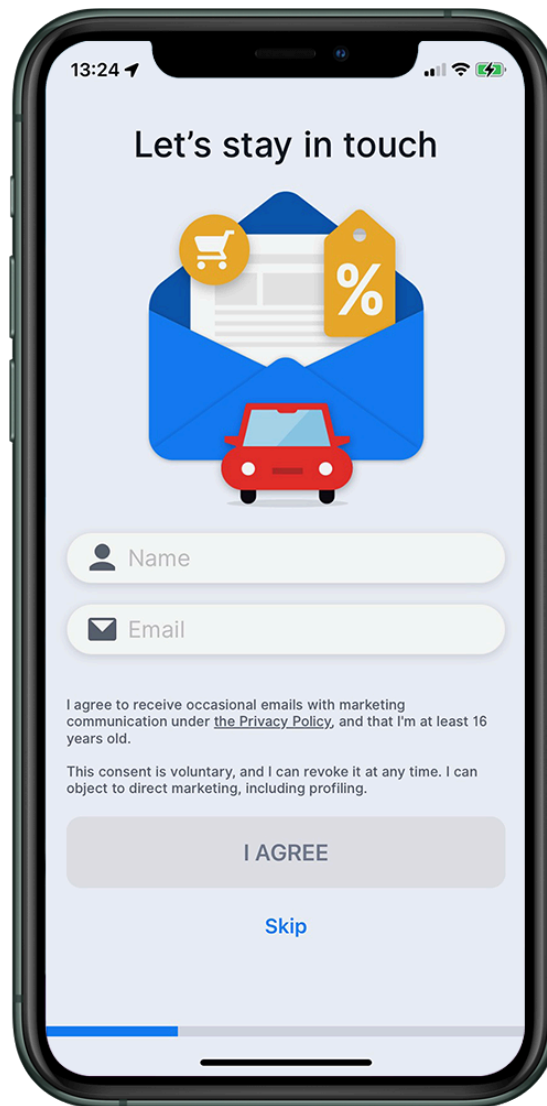 13:24
Let’s stay in touch
%
Name
Email
I agree to receive occasional emails with marketing
communication under the Privacy Policy, and that I'm at least 16
years old.
This consent is voluntary, and I can revoke it at any time. I can
object to direct marketing, including profiling.
I AGREE
Skip